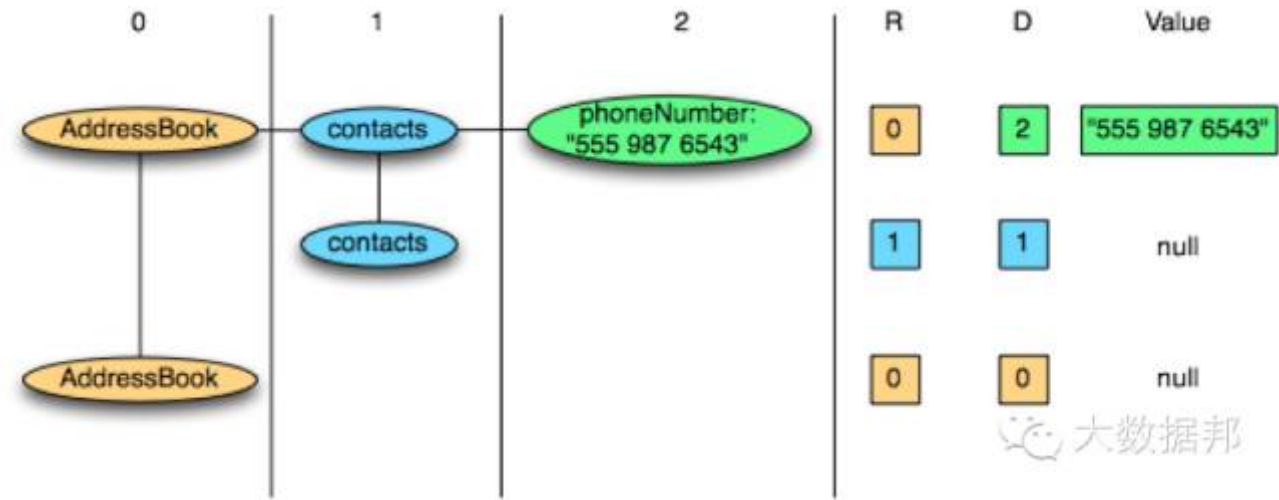 0 1 2 R D Value
AddressBook contacts phoneNumber:
"555 987 6543" 0 2 "555 987 6543"
contacts 1 1 null
AddressBook 0 0 null
大数据邦